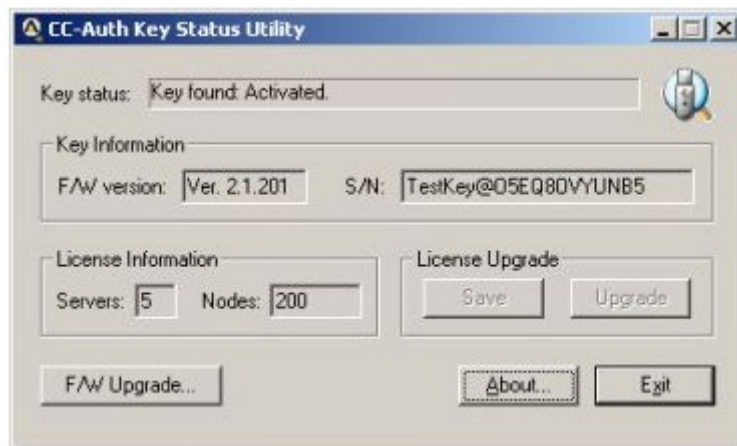 CC-Auth Key Status Utility
Key status: Key found: Activated.
Key Information
F/W version: Ver. 2.1.201 S/N: TestKey@O5EQ8OVYUNB5
License Information License Upgrade
Servers: 5 Nodes: 200 Save Upgrade
F/W Upgrade... About... Exit